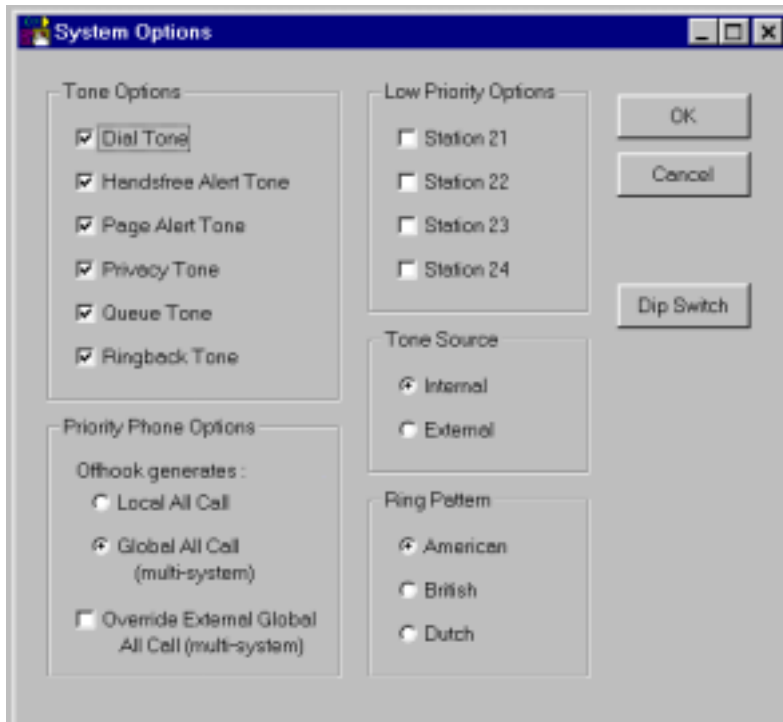 System Options
Tone Options
Dial Tone
Handsfree Alert Tone
Page Alert Tone
Privacy Tone
Queue Tone
Ringback Tone
Priority Phone Options
Offhook generates :
Local All Call
Global All Call
(multi-system)
Override External Global
All Call (multi-system)
Low Priority Options
Station 21
Station 22
Station 23
Station 24
Tone Source
Internal
External
Ring Pattern
American
British
Dutch
OK
Cancel
Dip Switch